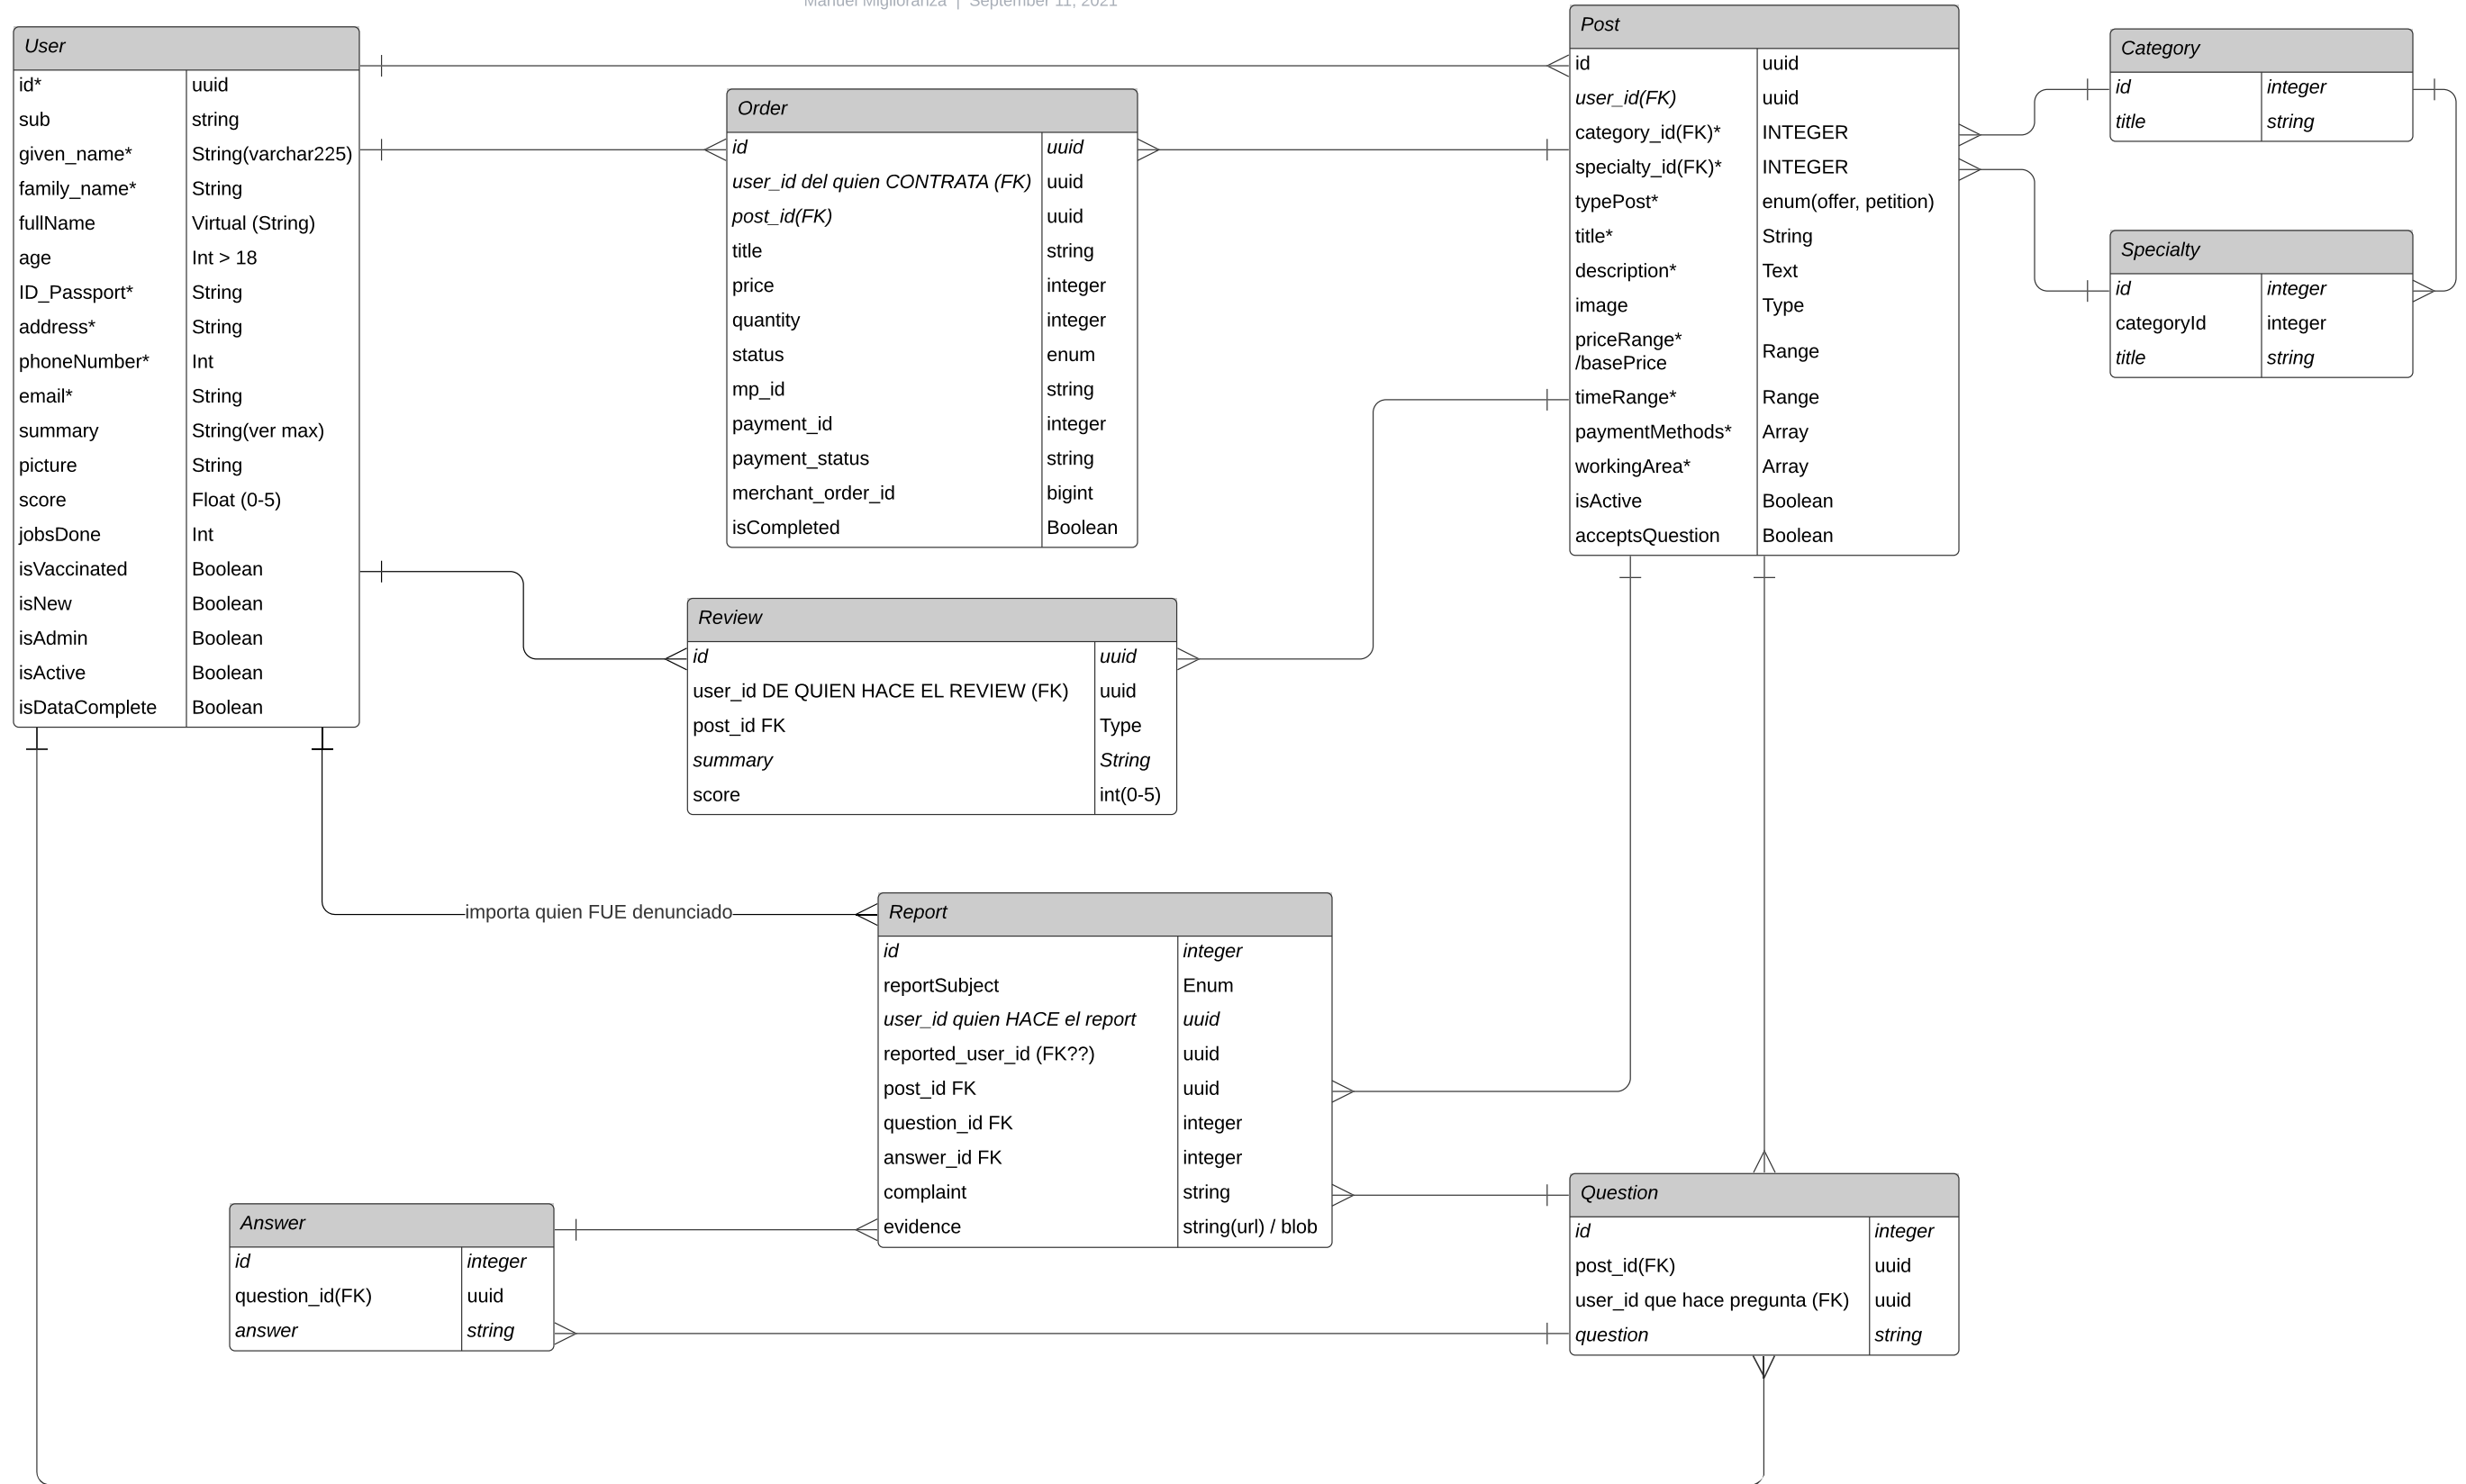 Manuel Miglioranza | September 11, 2021
User
id* uuid
sub string
given_name* String(varchar225)
family_name* String
fullName Virtual (String)
age Int > 18
ID_Passport* String
address* String
phoneNumber* Int
email* String
summary String(ver max)
picture String
score Float (0-5)
jobsDone Int
isVaccinated Boolean
isNew Boolean
isAdmin Boolean
isActive Boolean
isDataComplete Boolean
Order
id uuid
user_id del quien CONTRATA (FK) uuid
post_id(FK) uuid
title string
price integer
quantity integer
status enum
mp_id string
payment_id integer
payment_status string
merchant_order_id bigint
isCompleted Boolean
Post
id uuid
user_id(FK) uuid
category_id(FK)* INTEGER
specialty_id(FK)* INTEGER
typePost* enum(offer, petition)
title* String
description* Text
image Type
priceRange*
/basePrice Range
timeRange* Range
paymentMethods* Array
workingArea* Array
isActive Boolean
acceptsQuestion Boolean
Category
id integer
title string
Specialty
id integer
categoryId integer
title string
Review
id uuid
user_id DE QUIEN HACE EL REVIEW (FK) uuid
post_id FK Type
summary String
score int(0-5)
importa quien FUE denunciado
Report
id integer
reportSubject Enum
user_id quien HACE el report uuid
reported_user_id (FK??) uuid
post_id FK uuid
question_id FK integer
answer_id FK integer
complaint string
evidence string(url) / blob
Answer
id integer
question_id(FK) uuid
answer string
Question
id integer
post_id(FK) uuid
user_id que hace pregunta (FK) uuid
question string